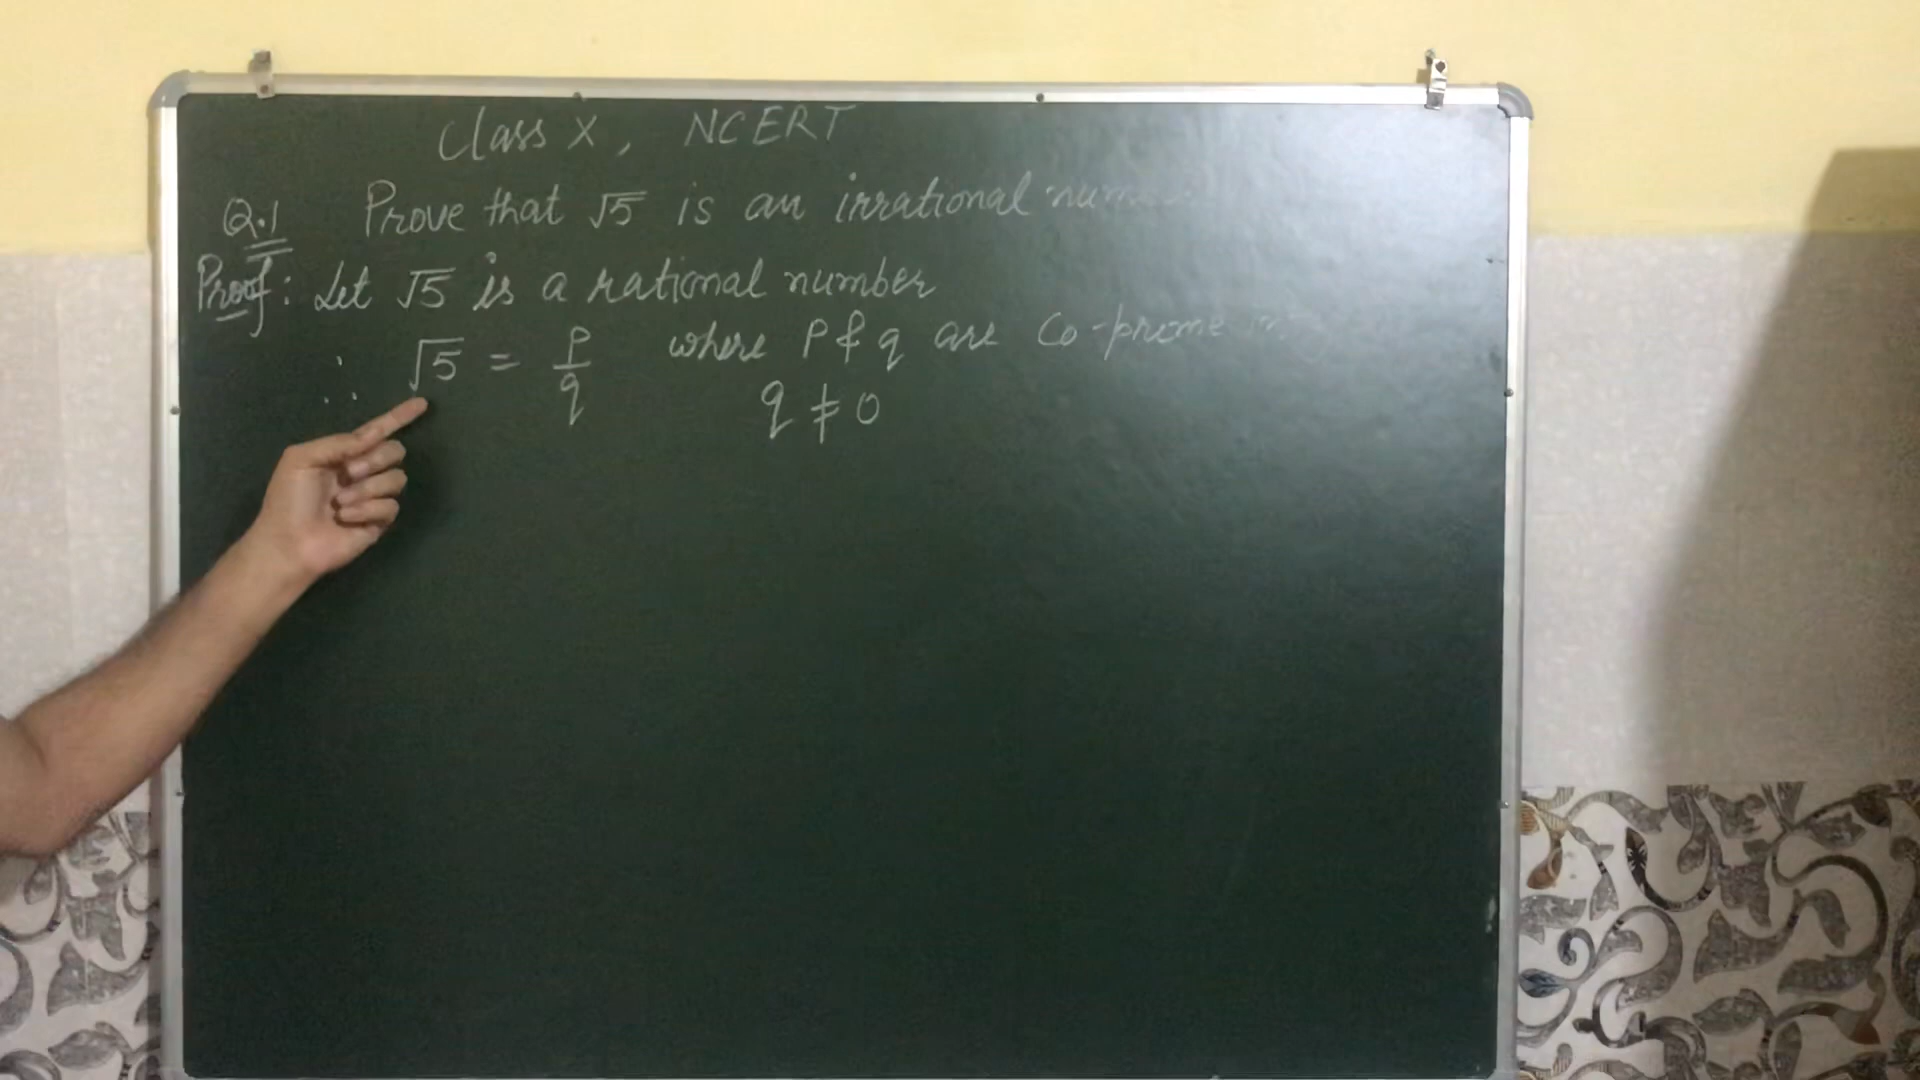 Class X, NCERT
Q.1 Prove that √5 is an irrational
Proof: Let √5 is a rational number
∴ √5 = p/q where P & q are Co-prime
q ≠ 0